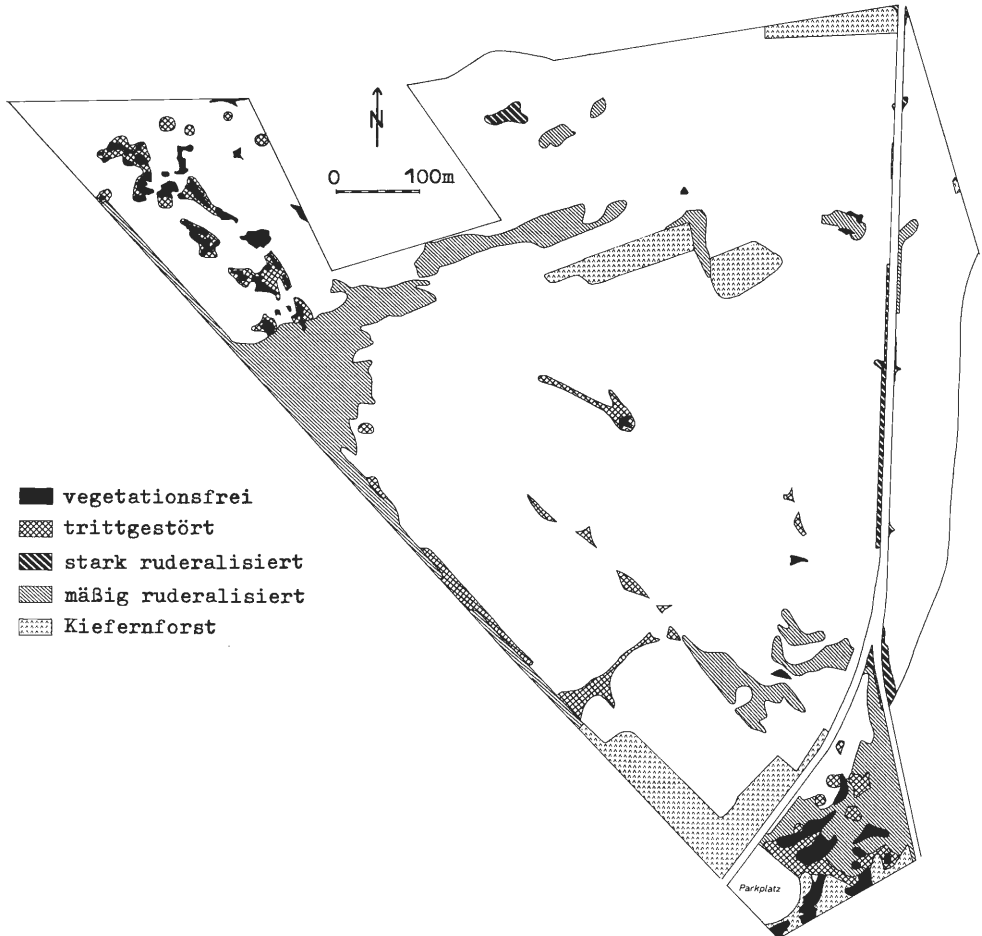 N
0 100m
vegetationsfrei
trittgestört
stark ruderalisiert
mäßig ruderalisiert
Kiefernforst
Parkplatz